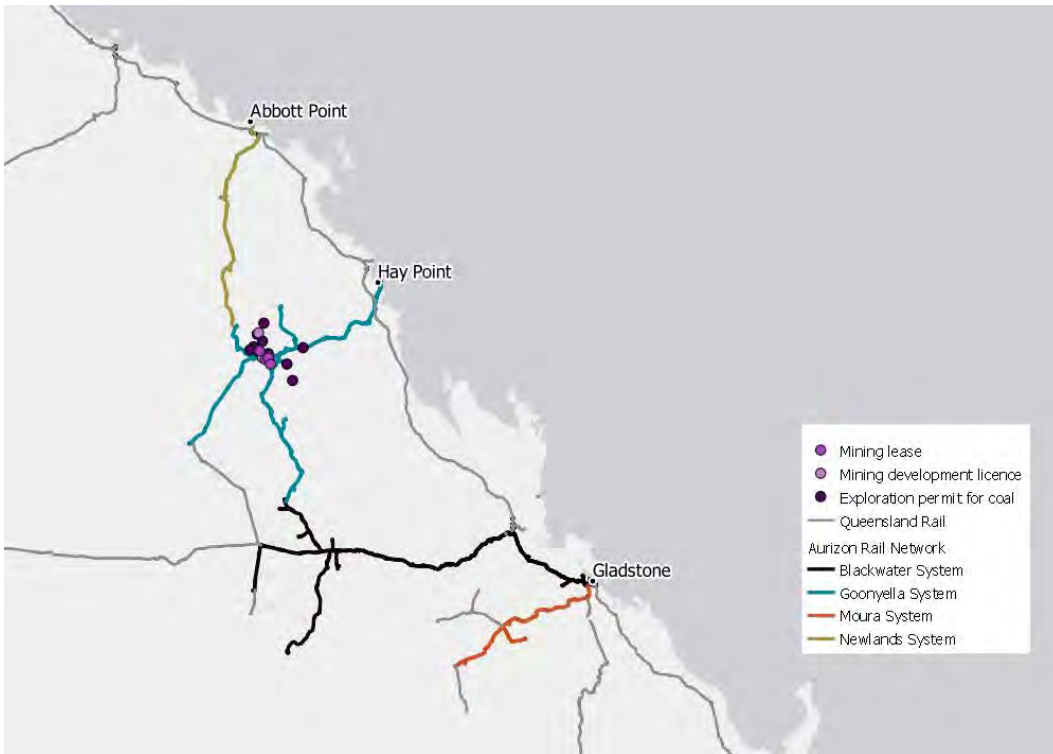 Abbott Point
Hay Point
Gladstone
Mining lease
Mining development licence
Exploration permit for coal
Queensland Rail
Aurizon Rail Network
Blackwater System
Goonyella System
Moura System
Newlands System